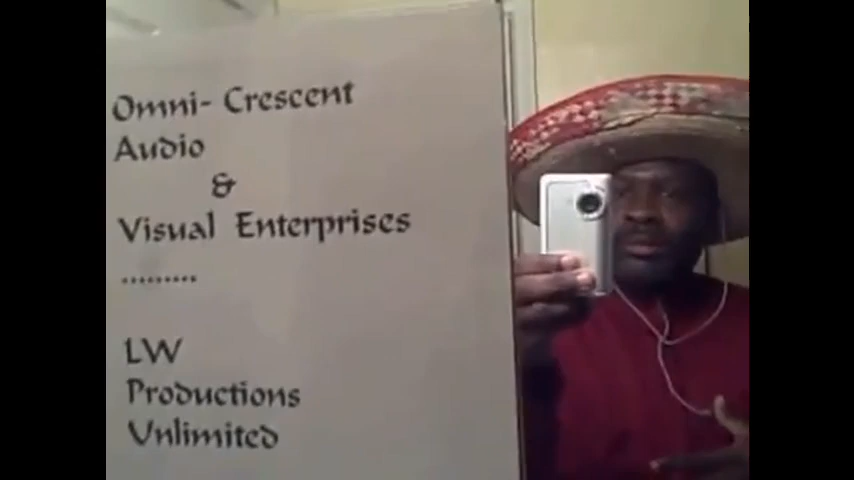 Omni- Crescent
Audio
&
Visual Enterprises
.........
LW
Productions
Unlimited